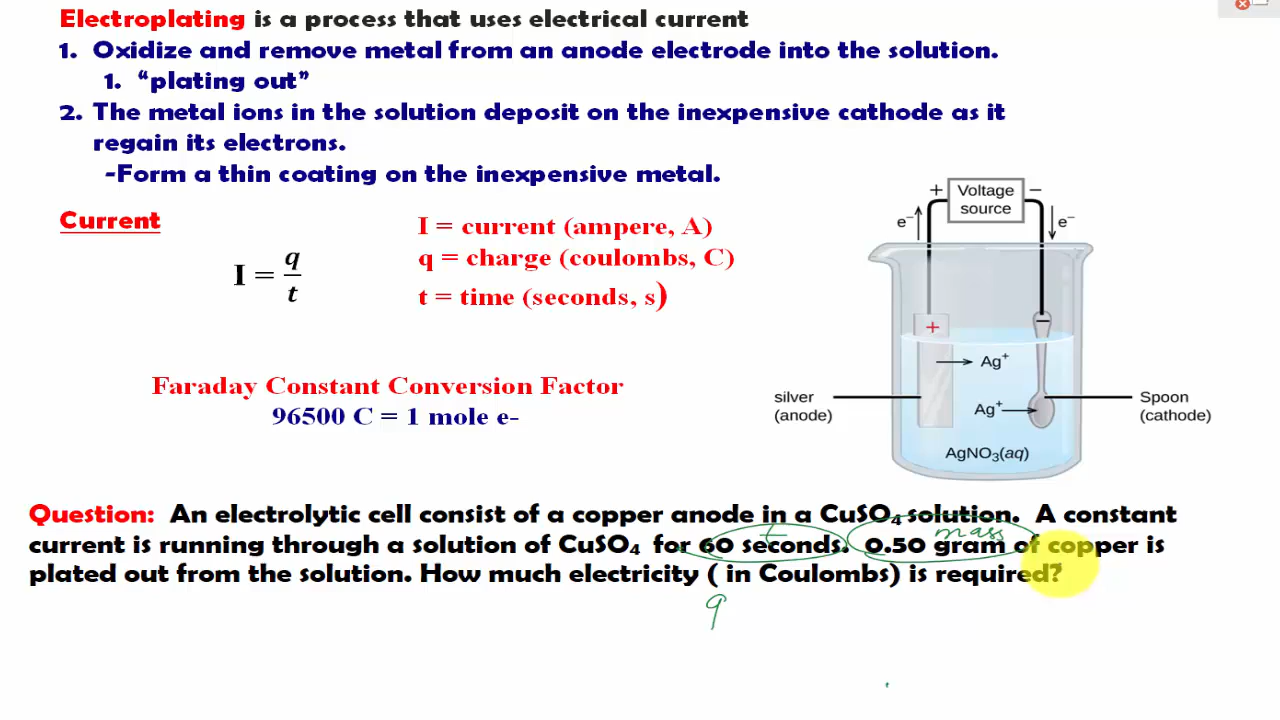 Electroplating is a process that uses electrical current
1. Oxidize and remove metal from an anode electrode into the solution.
1. “plating out”
2. The metal ions in the solution deposit on the inexpensive cathode as it
regain its electrons.
-Form a thin coating on the inexpensive metal.
Current
I = q/t
I = current (ampere, A)
q = charge (coulombs, C)
t = time (seconds, s)
Faraday Constant Conversion Factor
96500 C = 1 mole e-
+ Voltage −
source
e⁻ e⁻
+ −
Ag⁺
silver
(anode)
Ag⁺
Spoon
(cathode)
AgNO₃(aq)
Question: An electrolytic cell consist of a copper anode in a CuSO₄ solution. A constant
t mass
current is running through a solution of CuSO₄ for 60 seconds. 0.50 gram of copper is
plated out from the solution. How much electricity ( in Coulombs) is required?
q